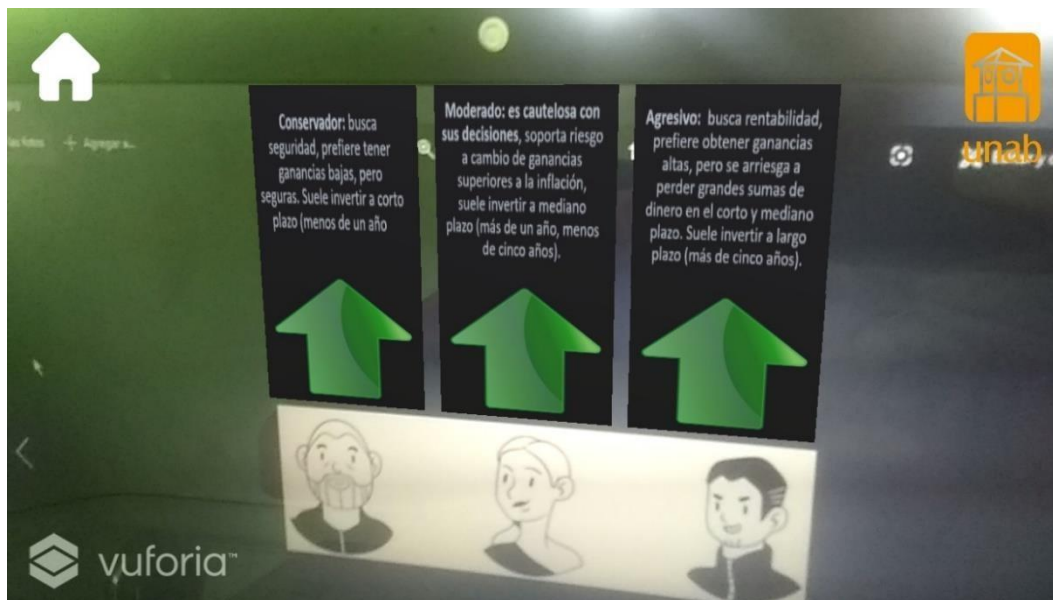 Conservador: busca
seguridad, prefiere tener
ganancias bajas, pero
seguras. Suele invertir a corto
plazo (menos de un año
Moderado: es cautelosa con
sus decisiones, soporta riesgo
a cambio de ganancias
superiores a la inflación,
suele invertir a mediano
plazo (más de un año, menos
de cinco años).
Agresivo: busca rentabilidad,
prefiere obtener ganancias
altas, pero se arriesga a
perder grandes sumas de
dinero en el corto y mediano
plazo. Suele invertir a largo
plazo (más de cinco años).
unab
fotos + Agregar a...
vuforia™